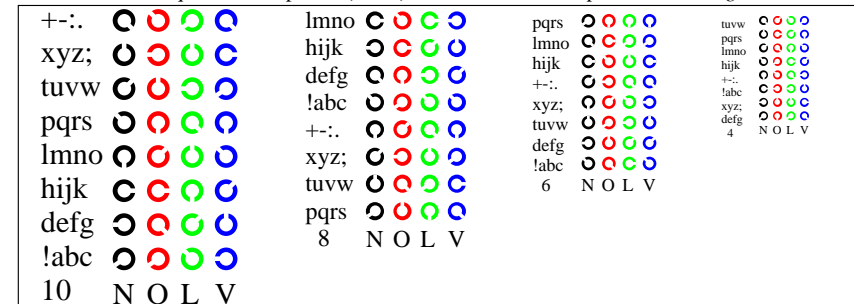 +-:.
xyz;
tuvw
pqrs
lmno
hijk
defg
!abc
10 N O L V
lmno
hijk
defg
!abc
+-:.
xyz;
tuvw
pqrs
8 N O L V
pqrs
lmno
hijk
+-:.
xyz;
tuvw
defg
!abc
6 N O L V
tuvw
pqrs
lmno
hijk
+-:.
!abc
xyz;
defg
4 N O L V